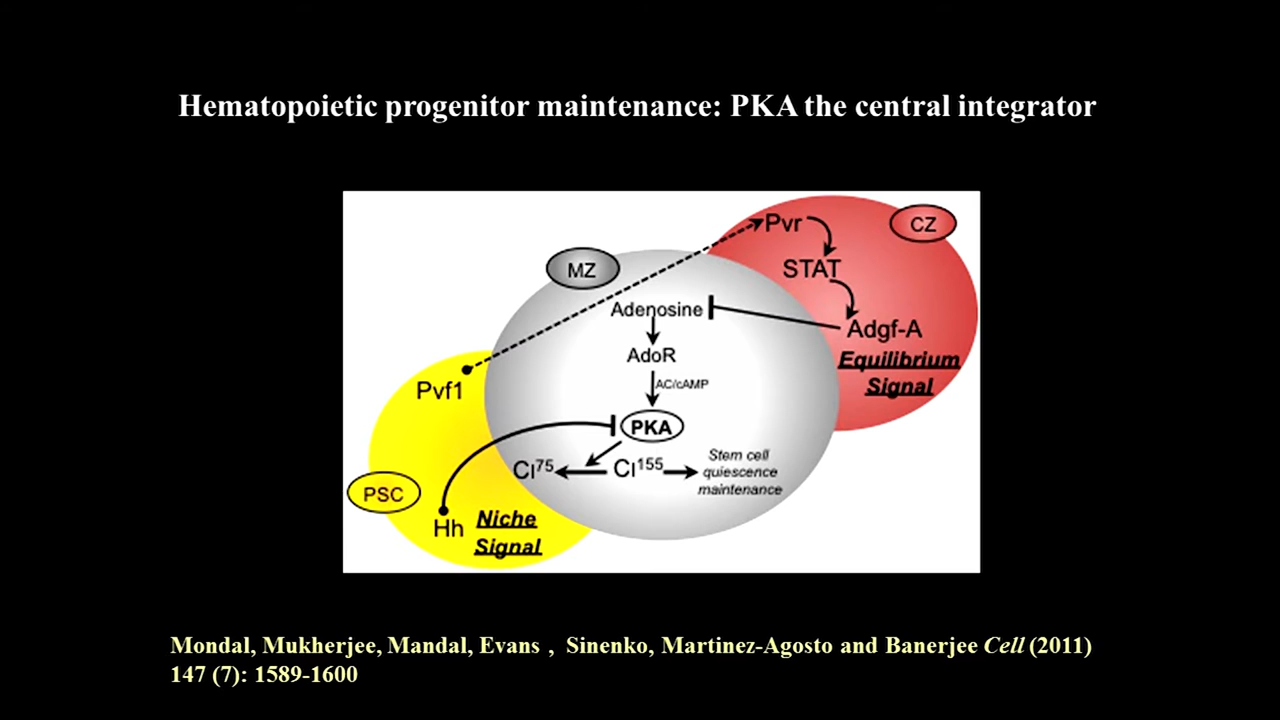 Hematopoietic progenitor maintenance: PKA the central integrator
Pvr
CZ
MZ
STAT
Adenosine
Adgf-A
AdoR
Equilibrium
Signal
AC/cAMP
Pvf1
PKA
Ci75
Ci155
Stem cell
quiescence
maintenance
PSC
Hh
Niche
Signal
Mondal, Mukherjee, Mandal, Evans , Sinenko, Martinez-Agosto and Banerjee Cell (2011)
147 (7): 1589-1600